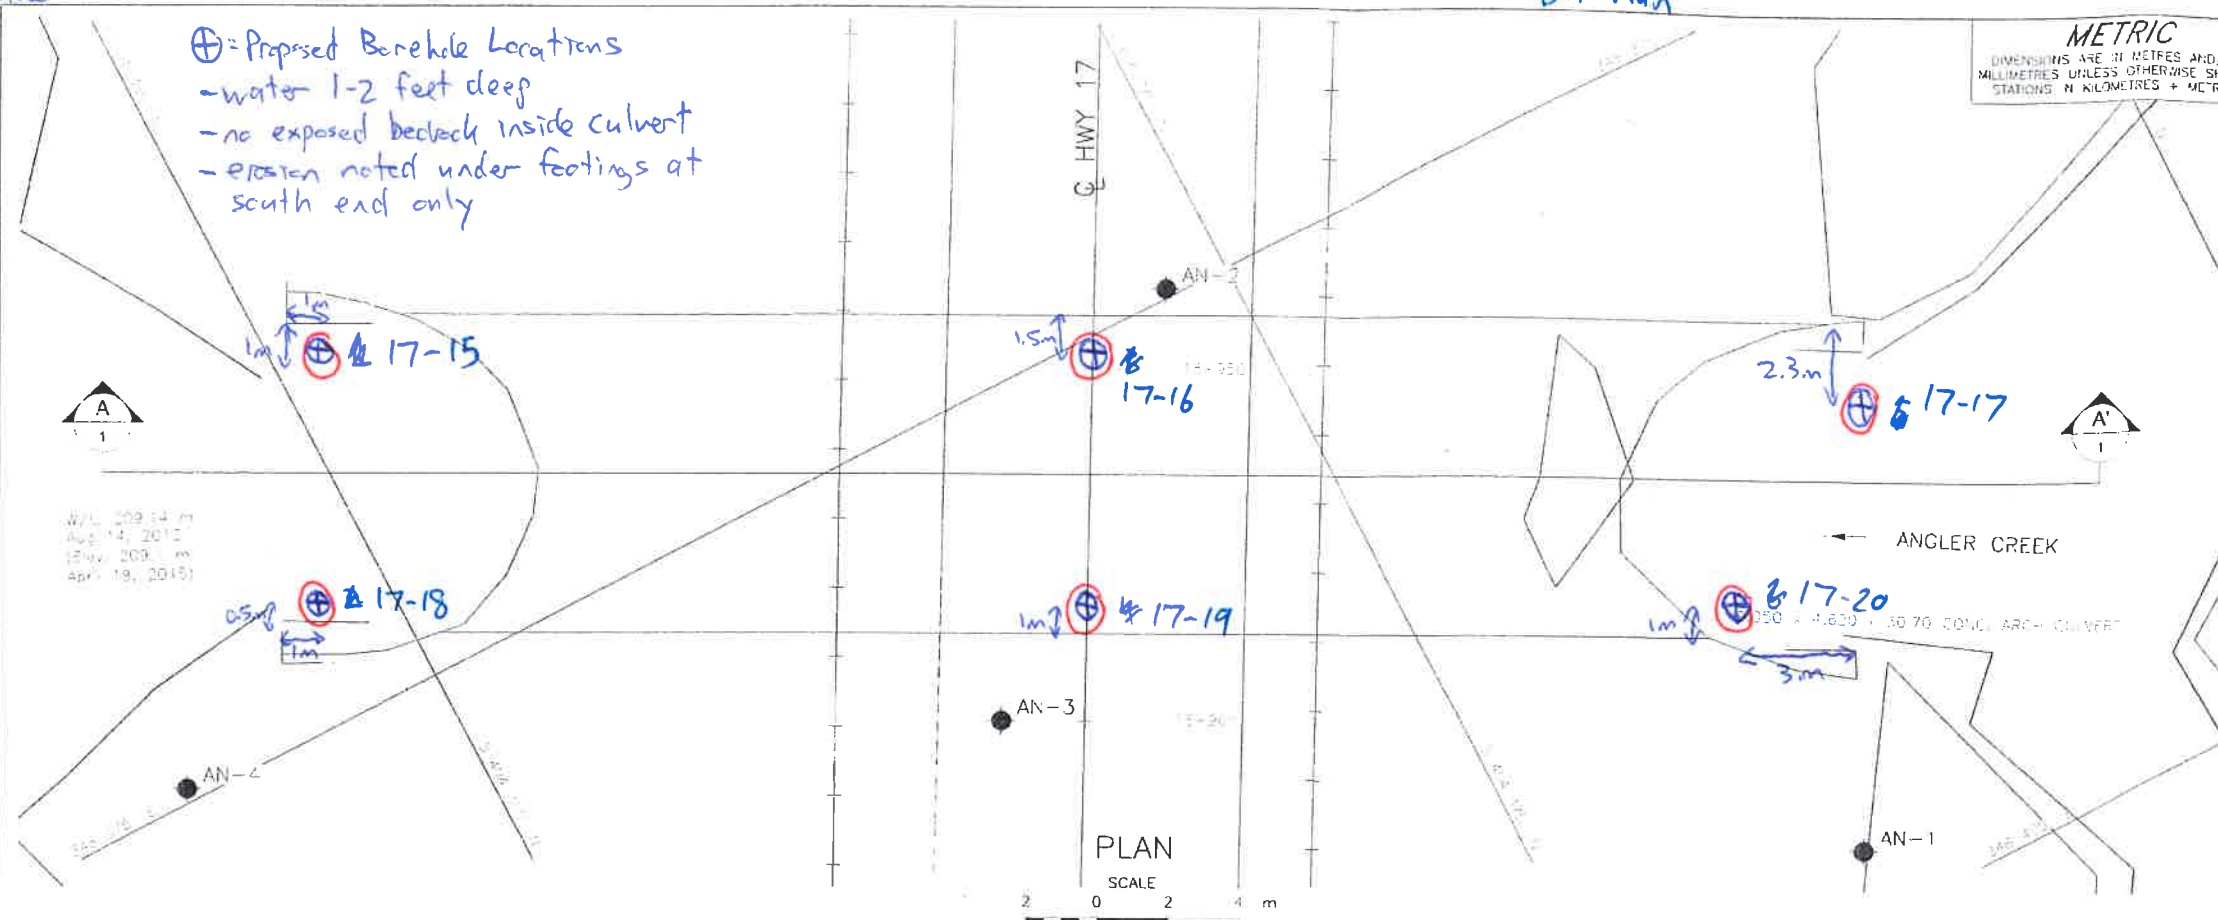 ⊕ = Proposed Borehole Locations
- water 1-2 feet deep
- no exposed bedrock inside culvert
- erosion noted under footings at
south end only
METRIC
DIMENSIONS ARE IN METRES AND
MILLIMETRES UNLESS OTHERWISE
STATIONS IN KILOMETRES +
℄ HWY 17
AN-2
1m
1m
17-15
1.5m
17-16
2.3m
17-17
A
1
A'
1
ANGLER CREEK
Aug 14,
0.5m
1m
17-18
1m
17-19
1m
17-20
3m
CONC ARCH CULVERT
AN-3
AN-4
AN-1
PLAN
SCALE
2 0 2 4 m